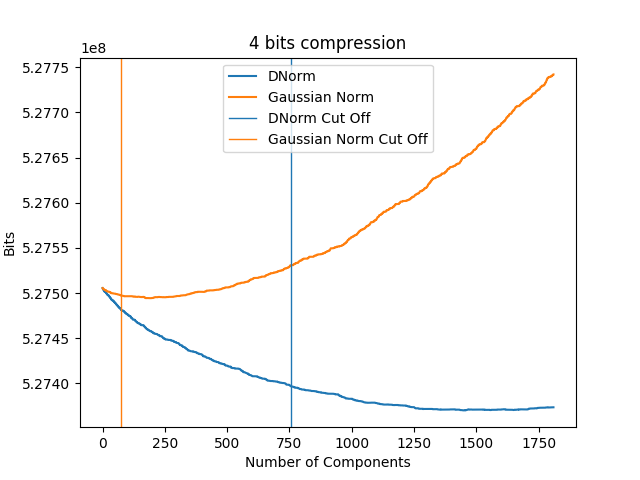 4 bits compression
1e8
5.2775
5.2770
5.2765
5.2760
5.2755
5.2750
5.2745
5.2740
Bits
DNorm
Gaussian Norm
DNorm Cut Off
Gaussian Norm Cut Off
0 250 500 750 1000 1250 1500 1750
Number of Components